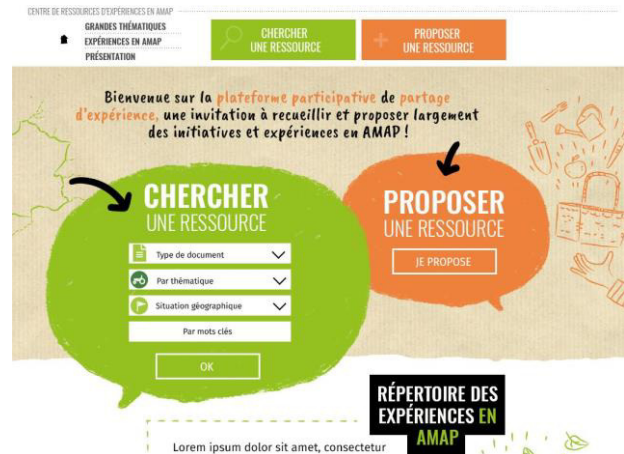 CENTRE DE RESSOURCES D'EXPÉRIENCES EN AMAP
GRANDES THÉMATIQUES
EXPÉRIENCES EN AMAP
PRÉSENTATION
CHERCHER
UNE RESSOURCE
PROPOSER
UNE RESSOURCE
Bienvenue sur la plateforme participative de partage
d'expérience, une invitation à recueillir et proposer largement
des initiatives et expériences en AMAP !
CHERCHER
UNE RESSOURCE
Type de document
Par thématique
Situation géographique
Par mots clés
OK
PROPOSER
UNE RESSOURCE
JE PROPOSE
RÉPERTOIRE DES
EXPÉRIENCES EN
AMAP
Lorem ipsum dolor sit amet, consectetur